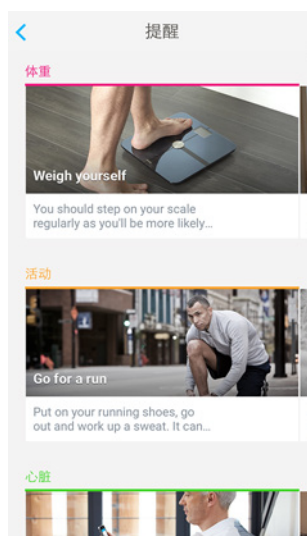 提醒
体重
Weigh yourself
You should step on your scale
regularly as you'll be more likely...
活动
Go for a run
Put on your running shoes, go
out and work up a sweat. It can...
心脏